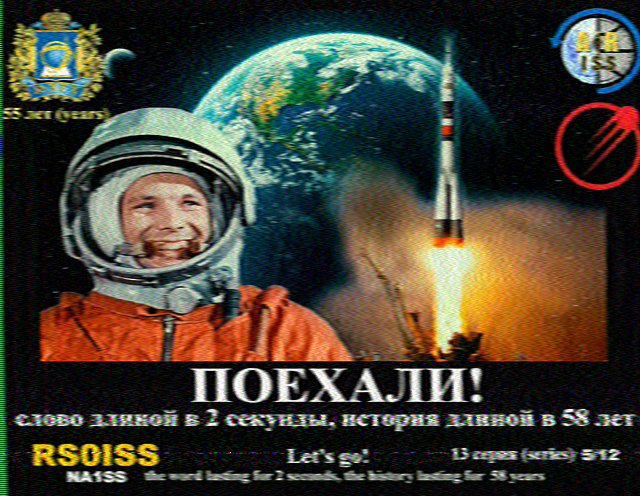 ARISS
55 лет (years)
ПОЕХАЛИ!
слово длиной в 2 секунды, история длиной в 58 лет
RS0ISS
Let's go!
13 серия (series) 5/12
NA1SS
the word lasting for 2 seconds, the history lasting for 58 years